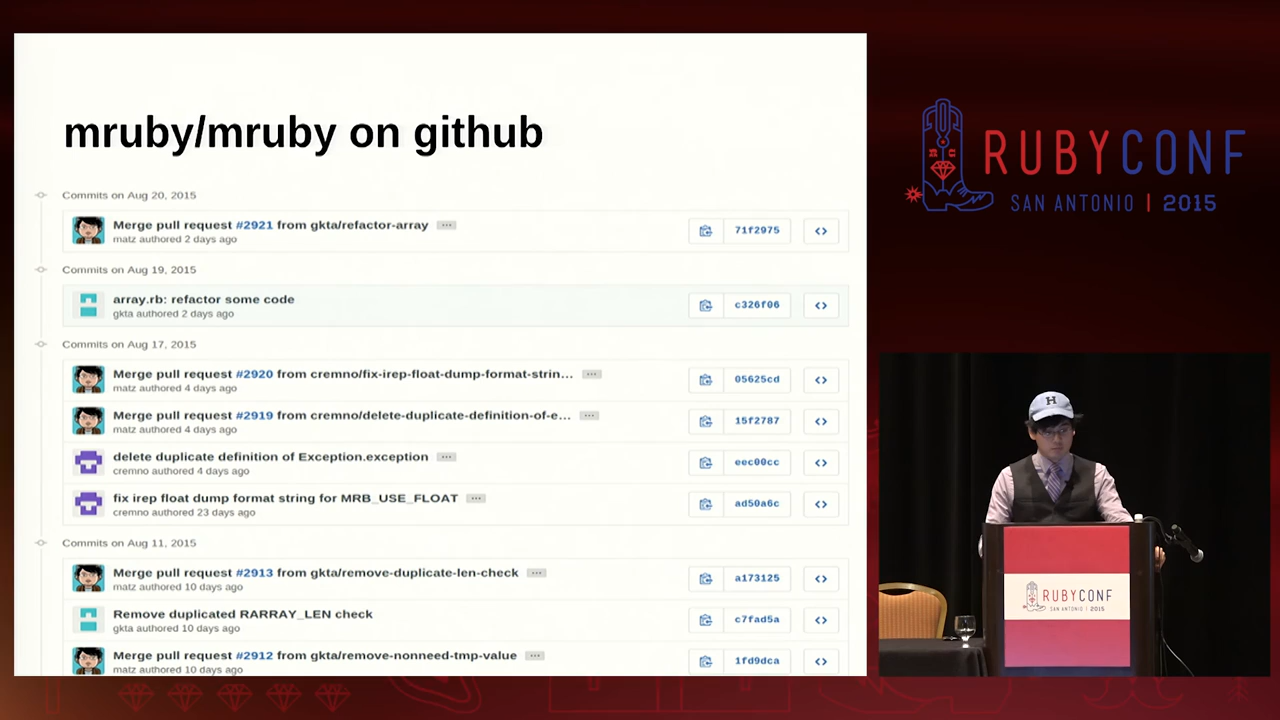 mruby/mruby on github
Commits on Aug 20, 2015
Merge pull request #2921 from gkta/refactor-array ...
71f2975
matz authored 2 days ago
Commits on Aug 19, 2015
array.rb: refactor some code
c326f06
gkta authored 2 days ago
Commits on Aug 17, 2015
Merge pull request #2920 from cremno/fix-irep-float-dump-format-strin... ...
05625cd
matz authored 4 days ago
Merge pull request #2919 from cremno/delete-duplicate-definition-of-e... ...
15f2787
matz authored 4 days ago
delete duplicate definition of Exception.exception ...
eec00cc
cremno authored 4 days ago
fix irep float dump format string for MRB_USE_FLOAT ...
ad50a6c
cremno authored 23 days ago
Commits on Aug 11, 2015
Merge pull request #2913 from gkta/remove-duplicate-len-check ...
a173125
matz authored 10 days ago
Remove duplicated RARRAY_LEN check
c7fad5a
gkta authored 10 days ago
Merge pull request #2912 from gkta/remove-nonneed-tmp-value ...
1fd9dca
matz authored 10 days ago
RUBYCONF
SAN ANTONIO | 2015
H
RUBYCONF
SAN ANTONIO | 2015